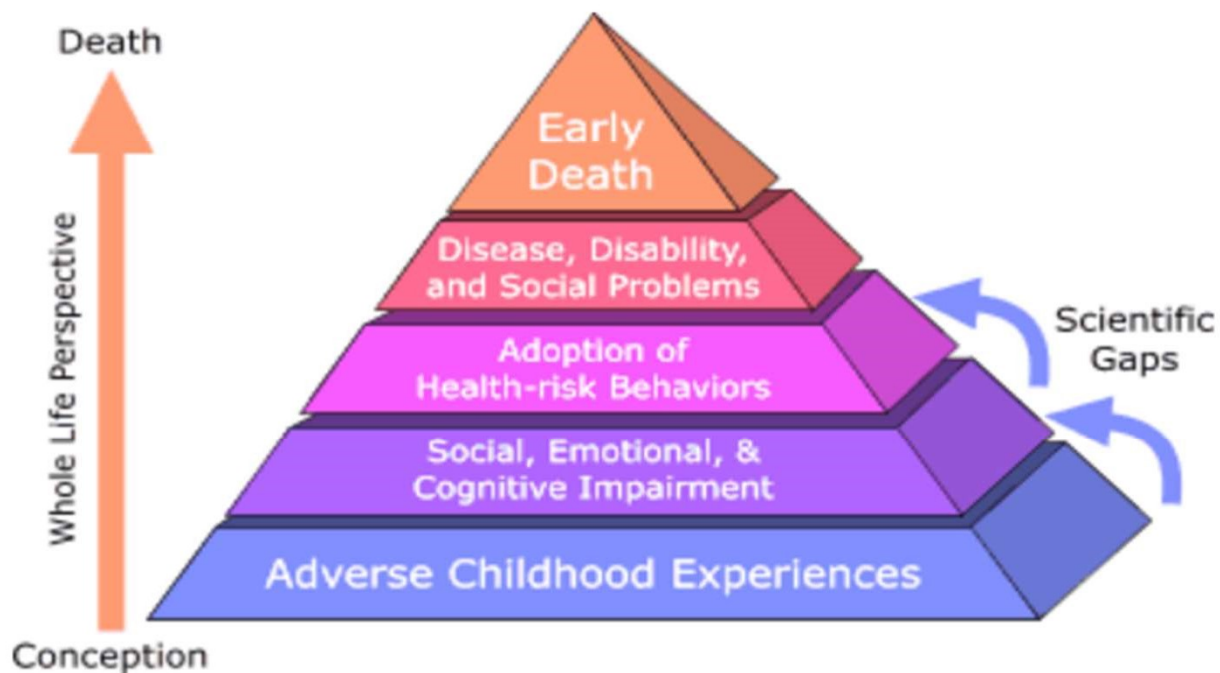 Death
Whole Life Perspective
Conception
Early
Death
Disease, Disability,
and Social Problems
Adoption of
Health-risk Behaviors
Social, Emotional, &
Cognitive Impairment
Adverse Childhood Experiences
Scientific
Gaps